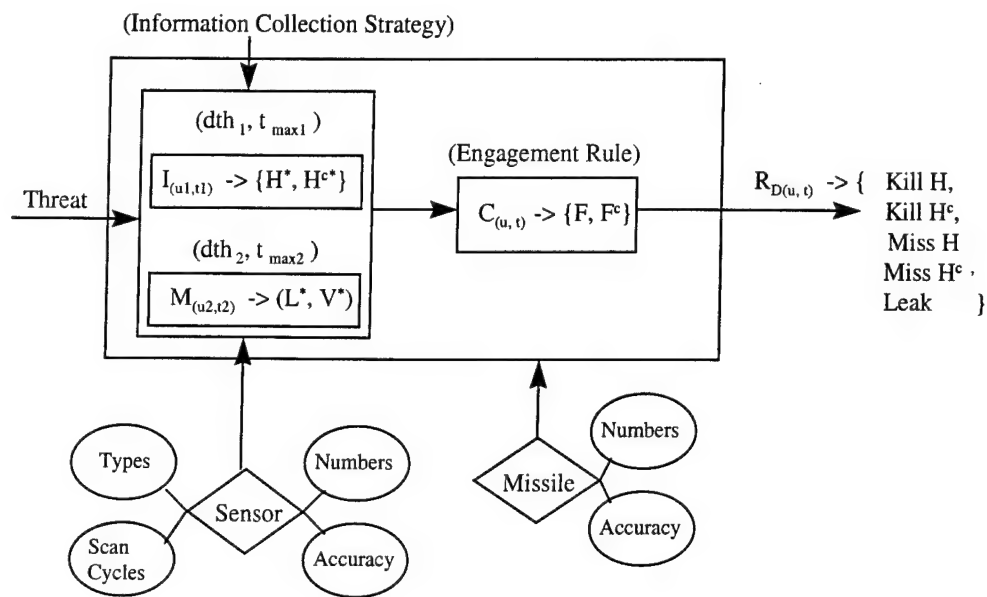 (Information Collection Strategy)
(dth 1, t max1 )
(Engagement Rule)
I(u1,t1) -> {H*, Hc*}
RD(u, t) -> { Kill H,
Threat
C(u, t) -> {F, Fc}
Kill Hc,
(dth 2, t max2 )
Miss H
Miss Hc ,
M(u2,t2) -> (L*, V*)
Leak }
Types
Numbers
Numbers
Sensor
Missile
Scan
Cycles
Accuracy
Accuracy